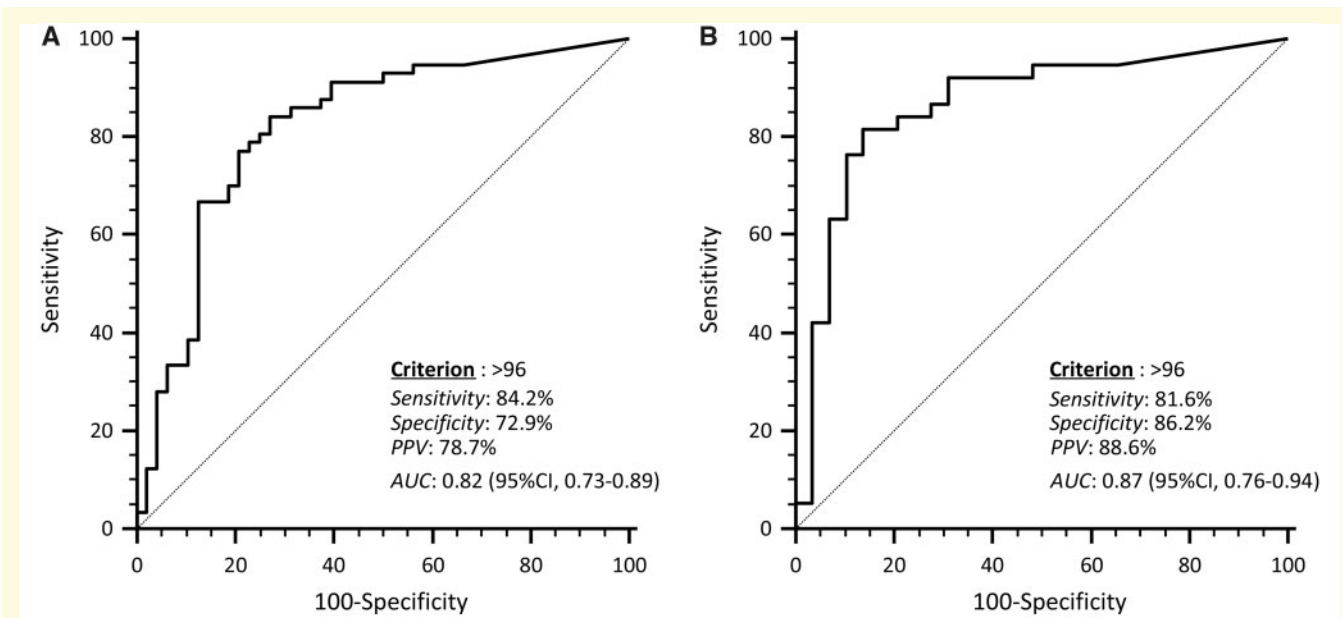 A
100
80
60
40
20
0
Sensitivity
Criterion : >96
Sensitivity: 84.2%
Specificity: 72.9%
PPV: 78.7%
AUC: 0.82 (95%CI, 0.73-0.89)
0 20 40 60 80 100
100-Specificity
B
100
80
60
40
20
0
Sensitivity
Criterion : >96
Sensitivity: 81.6%
Specificity: 86.2%
PPV: 88.6%
AUC: 0.87 (95%CI, 0.76-0.94)
0 20 40 60 80 100
100-Specificity